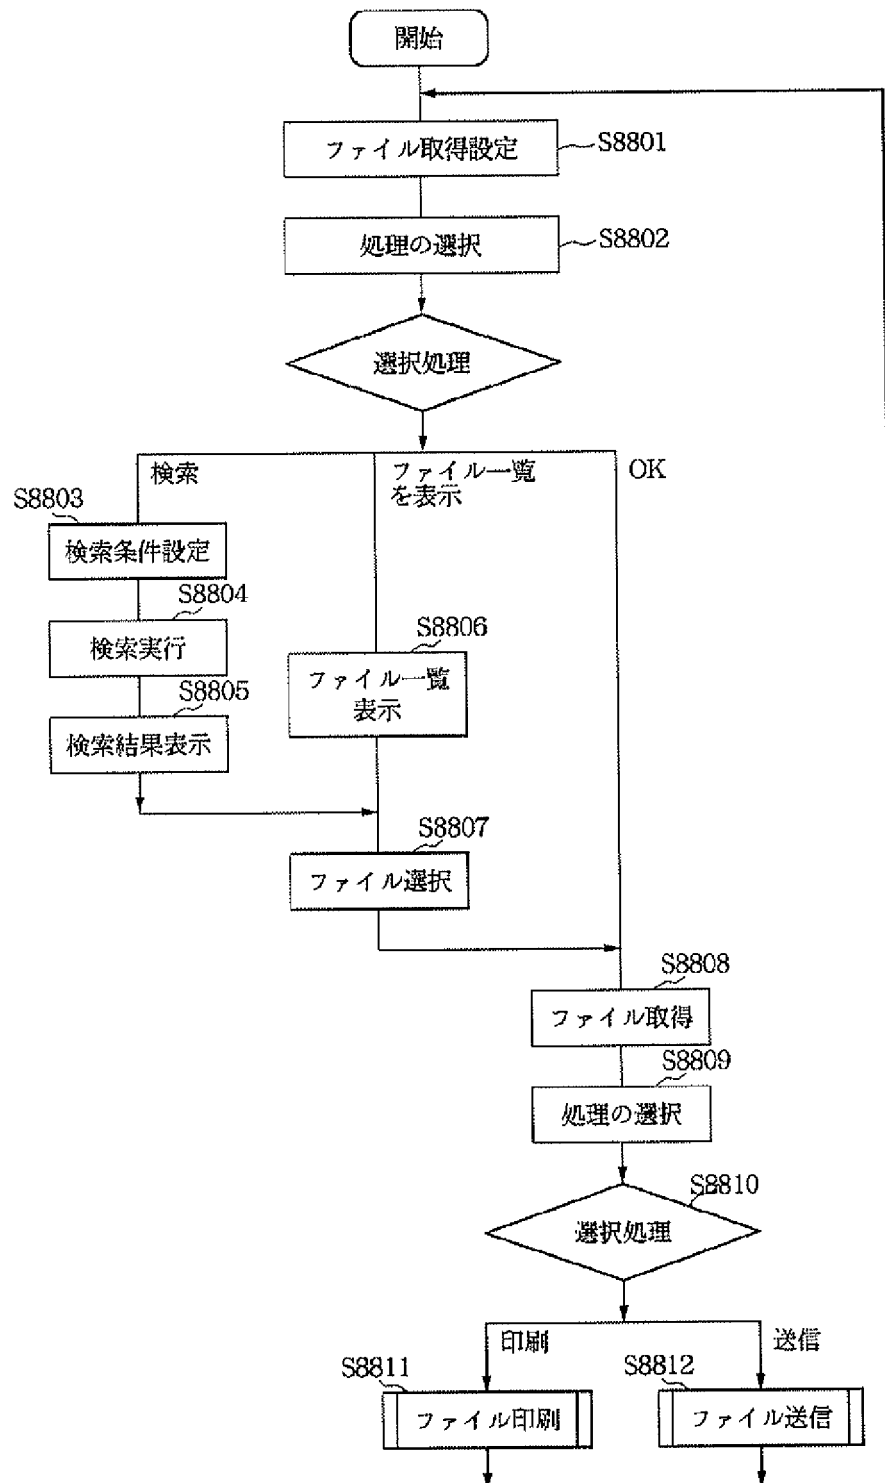 開始
ファイル取得設定
S8801
処理の選択
S8802
選択処理
検索
ファイル一覧
を表示
OK
S8803
検索条件設定
S8804
検索実行
S8805
検索結果表示
S8806
ファイル一覧
表示
S8807
ファイル選択
S8808
ファイル取得
S8809
処理の選択
S8810
選択処理
印刷
送信
S8811
ファイル印刷
S8812
ファイル送信